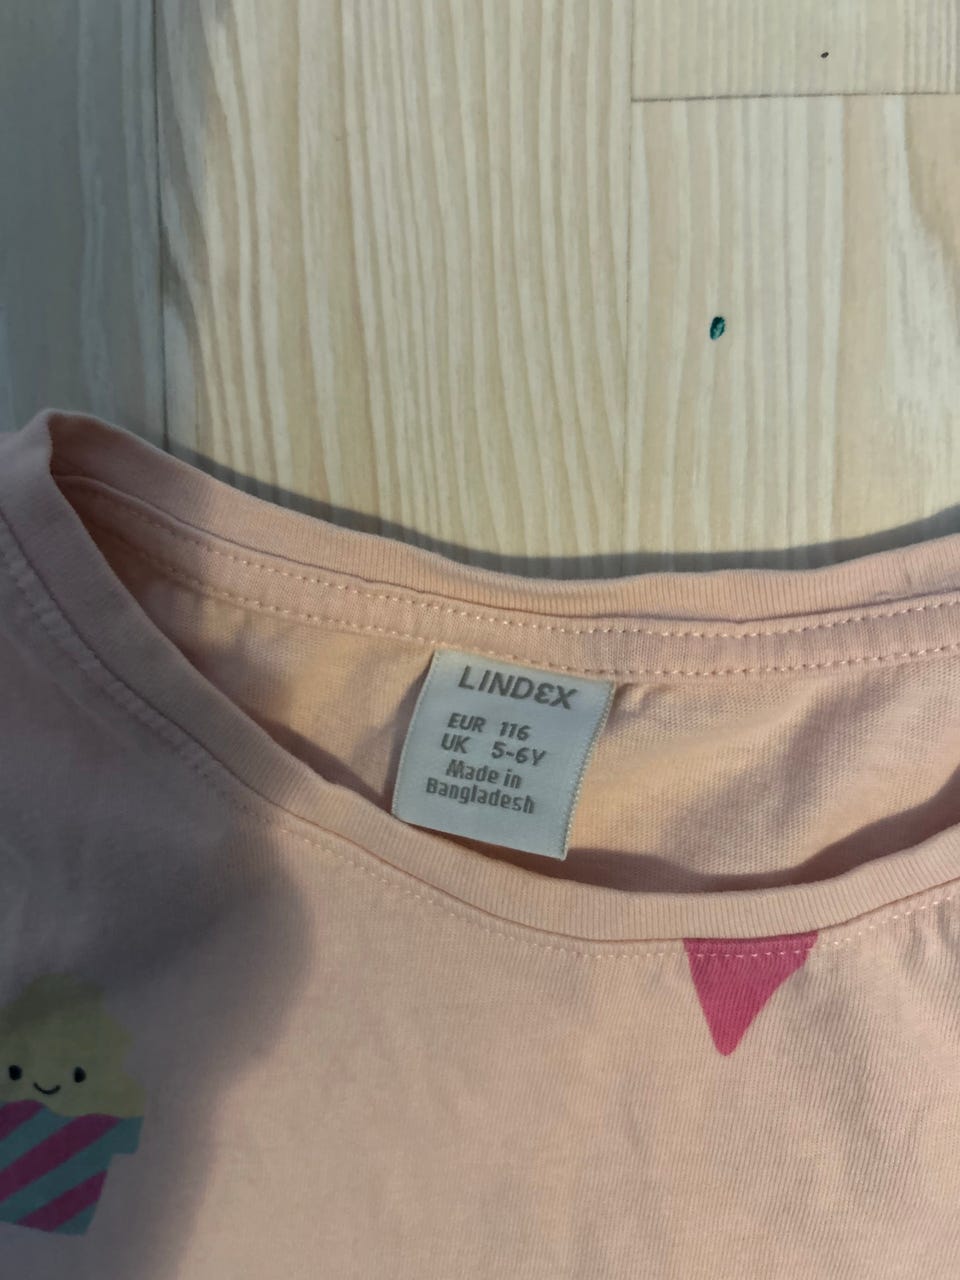 LINDEX
EUR 116
UK 5-6Y
Made in
Bangladesh